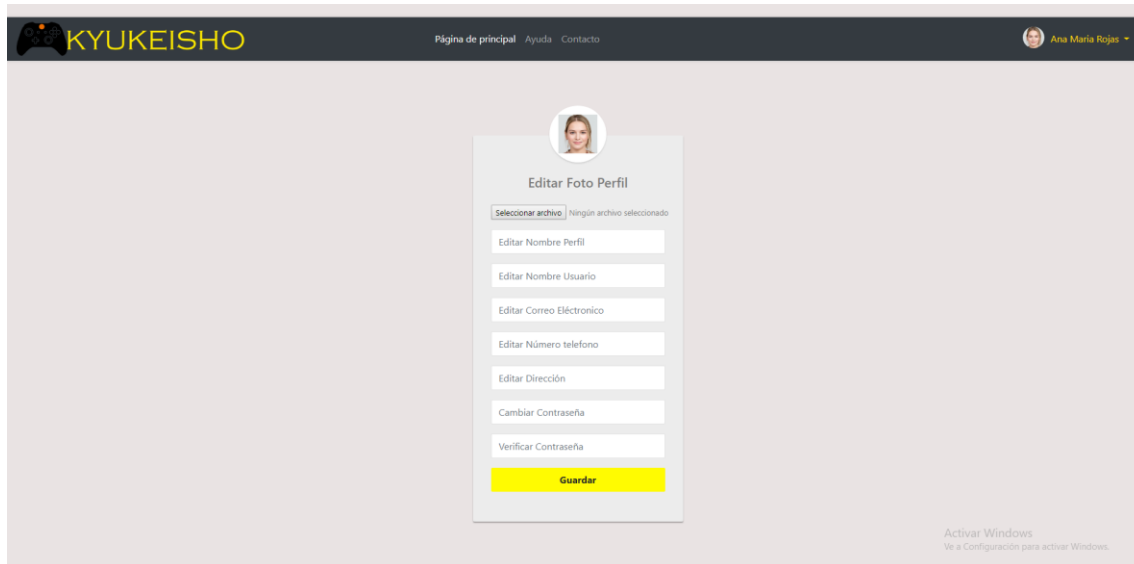 KYUKEISHO
Página de principal Ayuda Contacto
Ana Maria Rojas
Editar Foto Perfil
Seleccionar archivo Ningún archivo seleccionado
Editar Nombre Perfil
Editar Nombre Usuario
Editar Correo Eléctronico
Editar Número telefono
Editar Dirección
Cambiar Contraseña
Verificar Contraseña
Guardar
Activar Windows
Ve a Configuración para activar Windows.